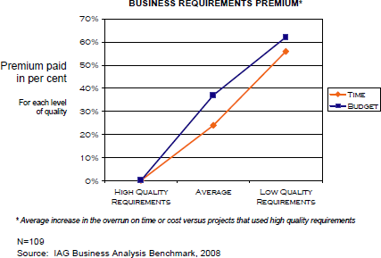 BUSINESS REQUIREMENTS PREMIUM*
70%
60%
50%
40%
30%
20%
10%
0%
Premium paid
in per cent
For each level
of quality
HIGH QUALITY
REQUIREMENTS
AVERAGE
LOW QUALITY
REQUIREMENTS
TIME
BUDGET
* Average increase in the overrun on time or cost versus projects that used high quality requirements
N=109
Source: IAG Business Analysis Benchmark, 2008